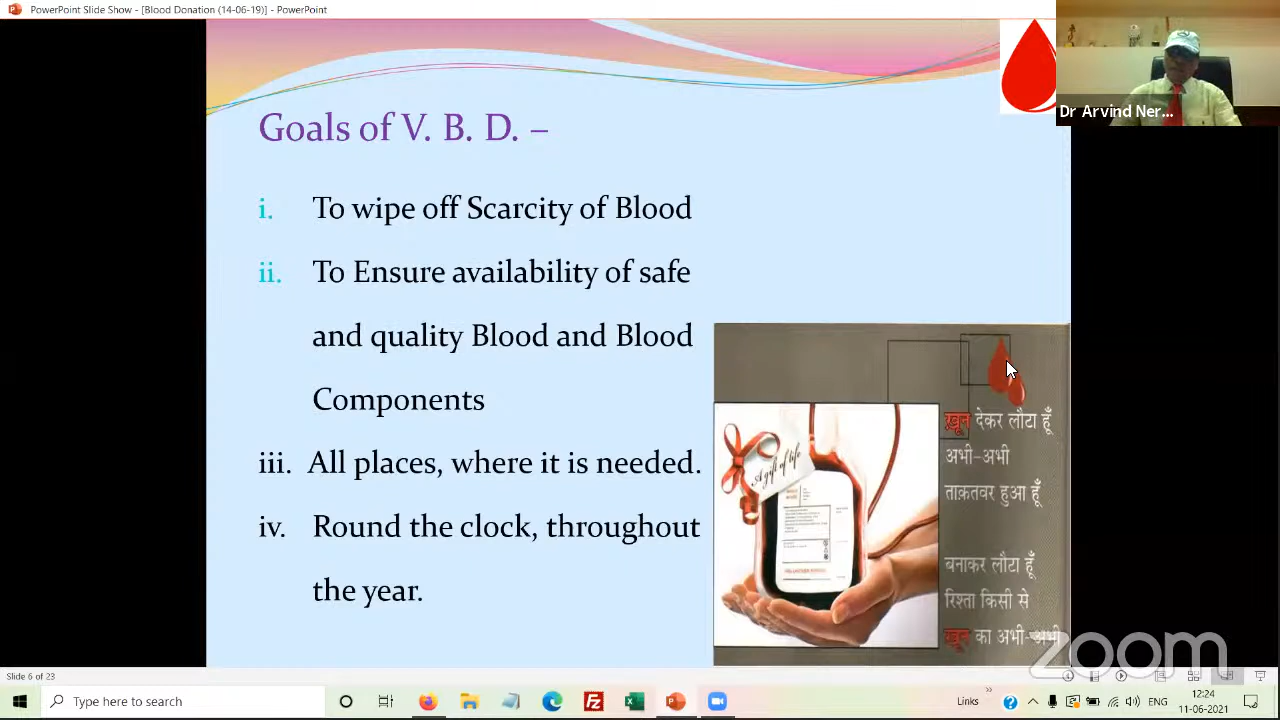 PowerPoint Slide Show - [Blood Donation (14-06-19)] - PowerPoint
Dr Arvind Ner...
Goals of V. B. D. –
i. To wipe off Scarcity of Blood
ii. To Ensure availability of safe
and quality Blood and Blood
Components
iii. All places, where it is needed.
iv. Round the clock, throughout
the year.
A gift of life
ख़ून देकर लौटा हूँ
अभी-अभी
ताक़तवर हुआ हूँ
बनाकर लौटा हूँ
रिश्ता किसी से
ख़ून का अभी-अभी
zoom
Slide 6 of 23
Type here to search
Links
ENG
12:24
11-06-2021